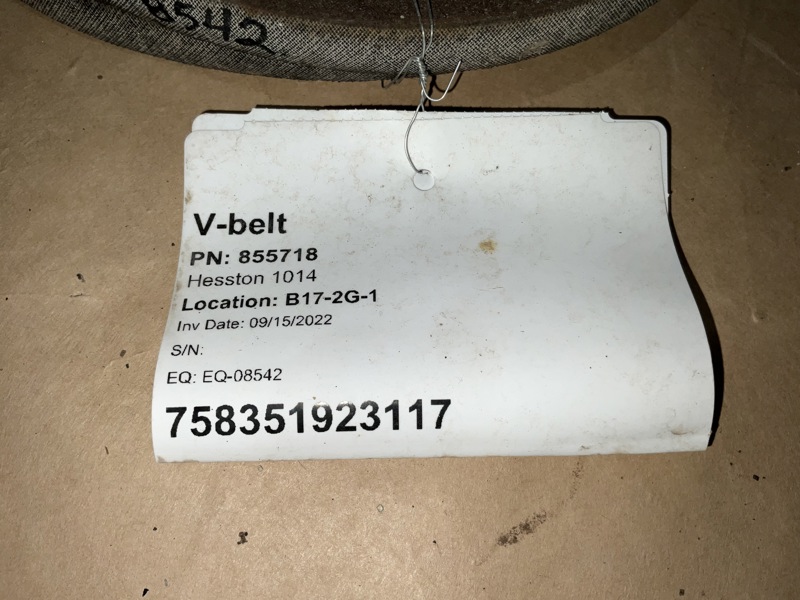 8542
V-belt
PN: 855718
Hesston 1014
Location: B17-2G-1
Inv Date: 09/15/2022
S/N:
EQ: EQ-08542
758351923117